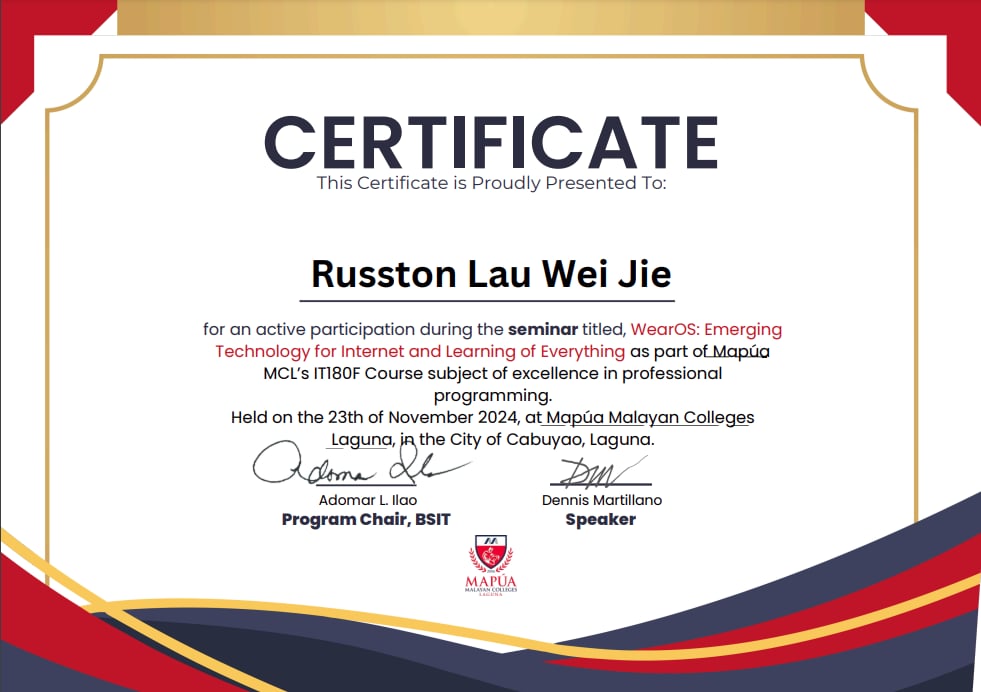 CERTIFICATE
This Certificate is Proudly Presented To:
Russton Lau Wei Jie
for an active participation during the seminar titled, WearOS: Emerging
Technology for Internet and Learning of Everything as part of Mapúa
MCL's IT180F Course subject of excellence in professional
programming.
Held on the 23th of November 2024, at Mapúa Malayan Colleges
Laguna, in the City of Cabuyao, Laguna.
Adomar L. Ilao
Program Chair, BSIT
Dennis Martillano
Speaker
MAPÚA
MALAYAN COLLEGES
LAGUNA